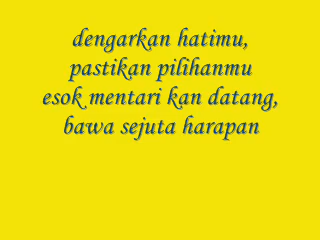 dengarkan hatimu,
pastikan pilihanmu
esok mentari kan datang,
bawa sejuta harapan